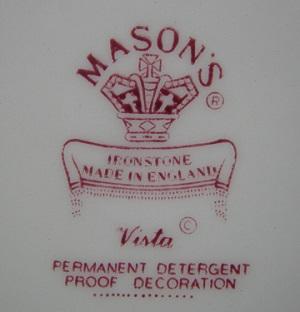 MASON'S
®
IRONSTONE
MADE IN ENGLAND
Vista ©
PERMANENT DETERGENT
PROOF DECORATION